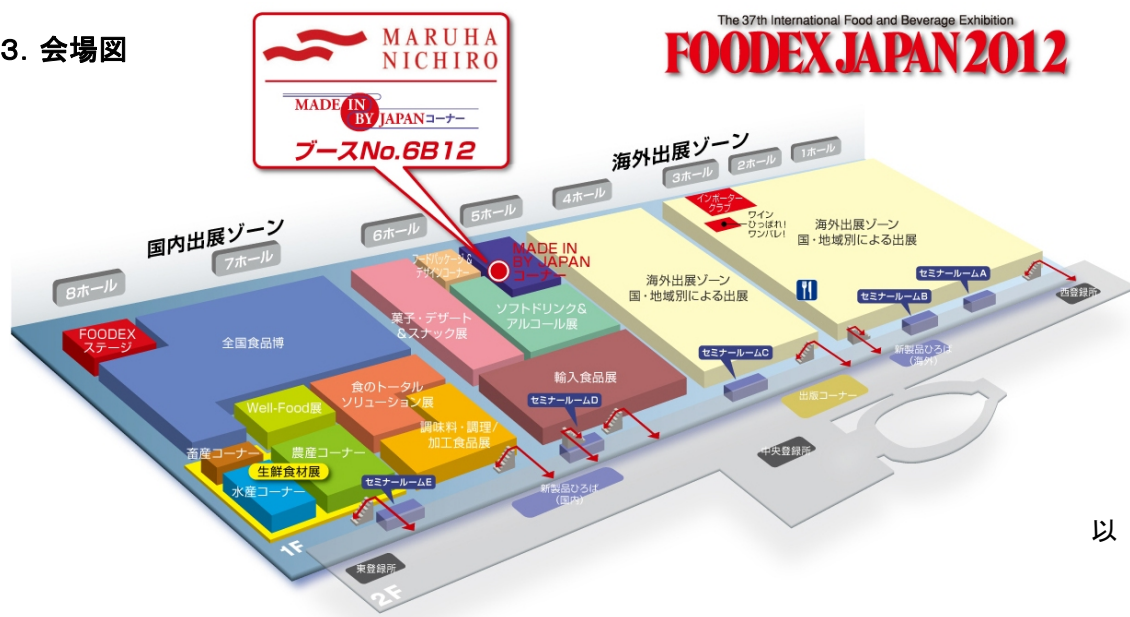 3. 会場図
MARUHA
NICHIRO
MADE IN
BY JAPANコーナー
ブースNo.6B12
The 37th International Food and Beverage Exhibition
FOODEX JAPAN 2012
海外出展ゾーン
1ホール
2ホール
3ホール
4ホール
5ホール
6ホール
国内出展ゾーン
7ホール
8ホール
インポーター
クラブ
ワイン
ひっぱれ!
ワンパレ!
海外出展ゾーン
国・地域別による出展
海外出展ゾーン
国・地域別による出展
MADE IN
BY JAPAN
コーナー
フードパッケージ&
デザインコーナー
ソフトドリンク&
アルコール展
菓子・デザート
&スナック展
輸入食品展
FOODEX
ステージ
全国食品博
食のトータル
ソリューション展
Well-Food展
調味料・調理/
加工食品展
畜産コーナー
農産コーナー
生鮮食材展
水産コーナー
セミナールームA
セミナールームB
セミナールームC
セミナールームD
セミナールームE
西登録所
新製品ひろば
(海外)
出版コーナー
中央登録所
新製品ひろば
(国内)
東登録所
1F
2F
以